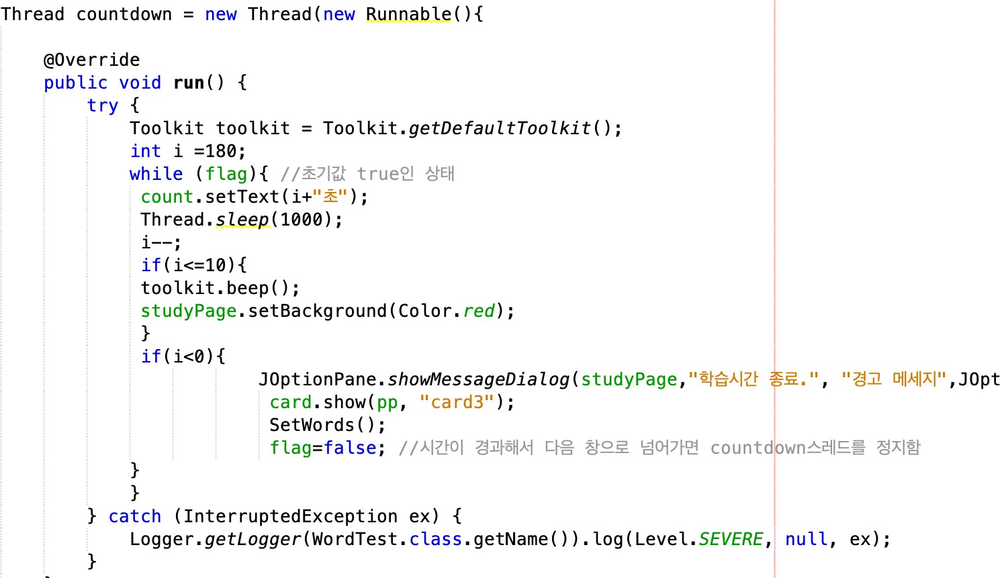 Thread countdown = new Thread(new Runnable(){
@Override
public void run() {
try {
Toolkit toolkit = Toolkit.getDefaultToolkit();
int i =180;
while (flag){ //초기값 true인 상태
count.setText(i+"초");
Thread.sleep(1000);
i--;
if(i<=10){
toolkit.beep();
studyPage.setBackground(Color.red);
}
if(i<0){
JOptionPane.showMessageDialog(studyPage,"학습시간 종료.", "경고 메세지",JOpt
card.show(pp, "card3");
SetWords();
flag=false; //시간이 경과해서 다음 창으로 넘어가면 countdown스레드를 정지함
}
}
} catch (InterruptedException ex) {
Logger.getLogger(WordTest.class.getName()).log(Level.SEVERE, null, ex);
}